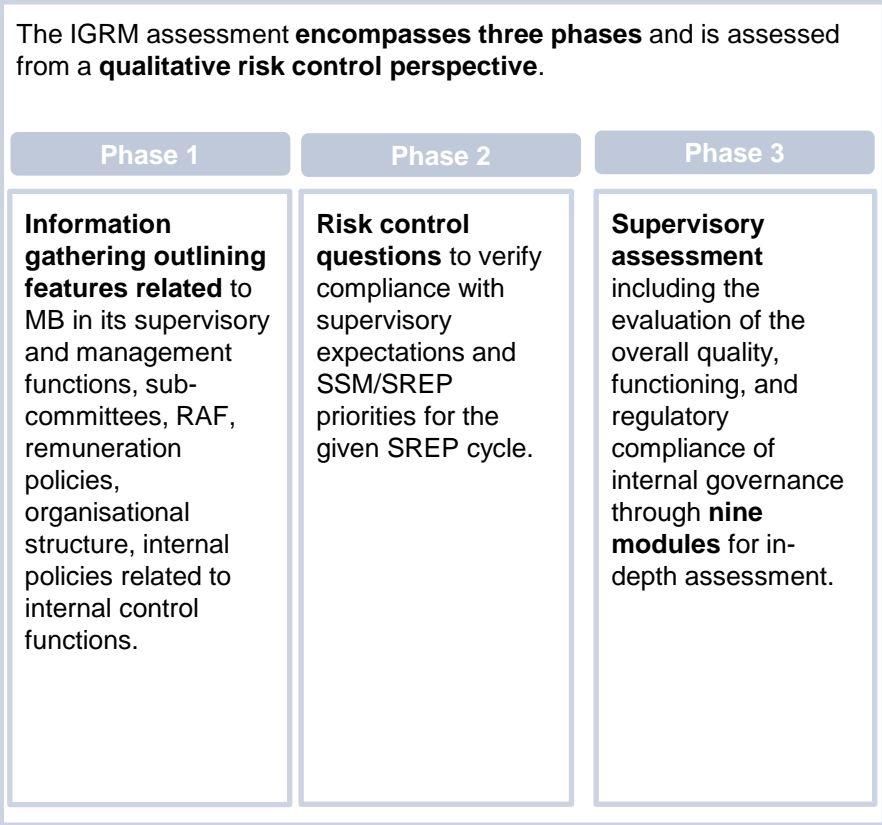 The IGRM assessment encompasses three phases and is assessed
from a qualitative risk control perspective.
Phase 1
Information
gathering outlining
features related to
MB in its supervisory
and management
functions, sub-
committees, RAF,
remuneration
policies,
organisational
structure, internal
policies related to
internal control
functions.
Phase 2
Risk control
questions to verify
compliance with
supervisory
expectations and
SSM/SREP
priorities for the
given SREP cycle.
Phase 3
Supervisory
assessment
including the
evaluation of the
overall quality,
functioning, and
regulatory
compliance of
internal governance
through nine
modules for in-
depth assessment.